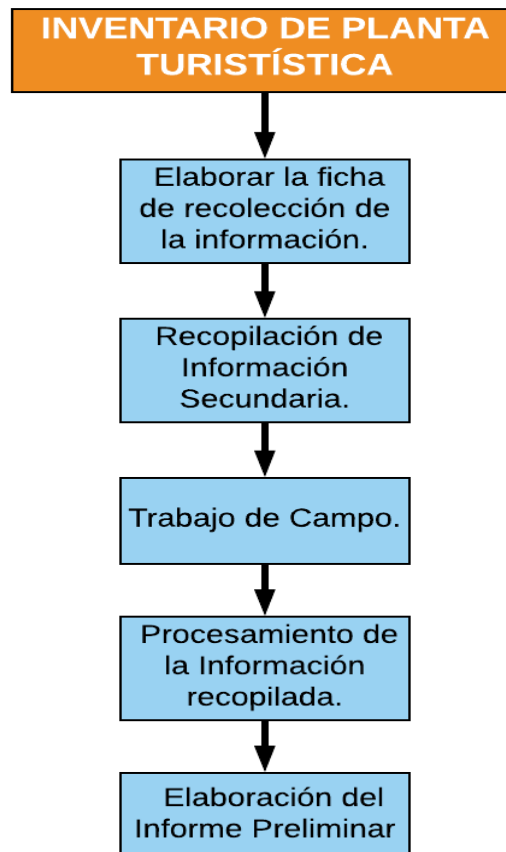 INVENTARIO DE PLANTA
TURISTÍSTICA
Elaborar la ficha
de recolección de
la información.
Recopilación de
Información
Secundaria.
Trabajo de Campo.
Procesamiento de
la Información
recopilada.
Elaboración del
Informe Preliminar